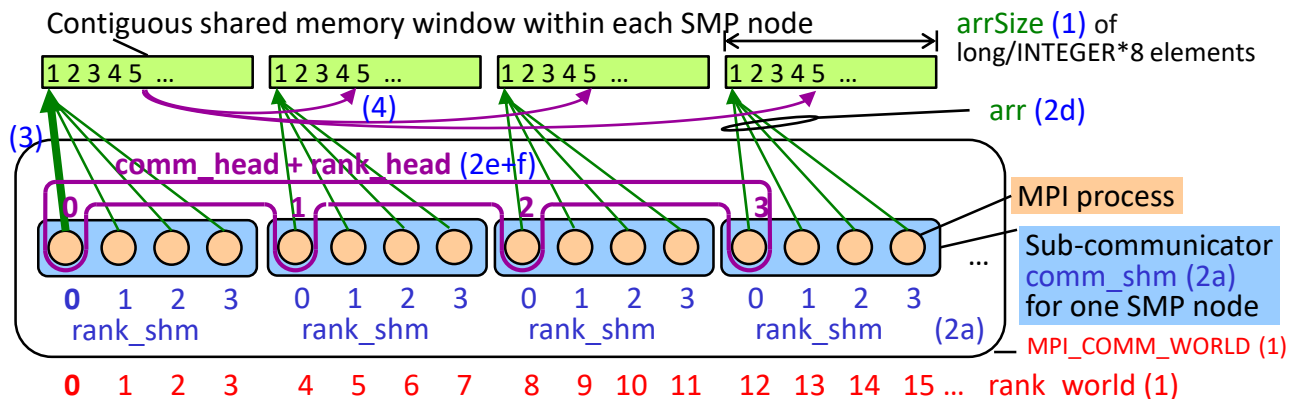 Contiguous shared memory window within each SMP node
arrSize (1) of
long/INTEGER*8 elements
1 2 3 4 5 ...
1 2 3 4 5 ...
1 2 3 4 5 ...
1 2 3 4 5 ...
(4)
arr (2d)
(3)
comm_head + rank_head (2e+f)
0 1 2 3
MPI process
Sub-communicator
comm_shm (2a)
for one SMP node
...
0 1 2 3 0 1 2 3 0 1 2 3 0 1 2 3
rank_shm rank_shm rank_shm rank_shm (2a)
MPI_COMM_WORLD (1)
0 1 2 3 4 5 6 7 8 9 10 11 12 13 14 15 ... rank world (1)